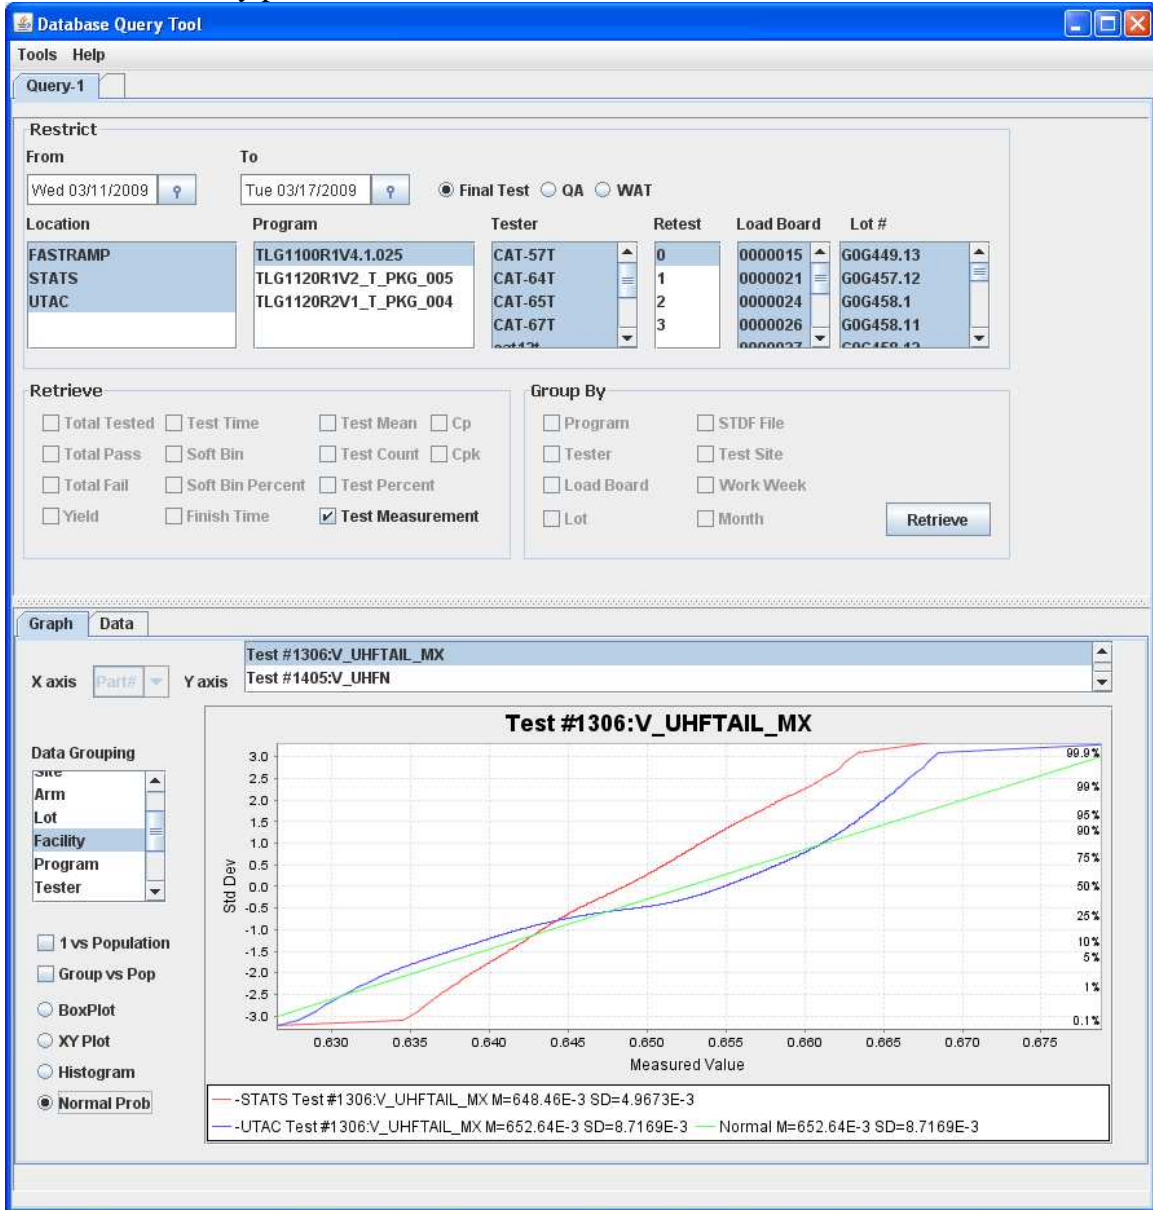 Database Query Tool
Tools Help
Query-1
Restrict
From To
Wed 03/11/2009 Tue 03/17/2009 Final Test QA WAT
Location Program Tester Retest Load Board Lot #
FASTRAMP TLG1100R1V4.1.025 CAT-57T 0 0000015 G0G449.13
STATS TLG1120R1V2_T_PKG_005 CAT-64T 1 0000021 G0G457.12
UTAC TLG1120R2V1_T_PKG_004 CAT-65T 2 0000024 G0G458.1
CAT-67T 3 0000026 G0G458.11
Retrieve Group By
Total Tested Test Time Test Mean Cp Program STDF File
Total Pass Soft Bin Test Count Cpk Tester Test Site
Total Fail Soft Bin Percent Test Percent Load Board Work Week
Yield Finish Time Test Measurement Lot Month Retrieve
Graph Data
Test #1306:V_UHFTAIL_MX
X axis Part# Y axis Test #1405:V_UHFN
Test #1306:V_UHFTAIL_MX
Data Grouping
Site
Arm
Lot
Facility
Program
Tester
1 vs Population
Group vs Pop
BoxPlot
XY Plot
Histogram
Normal Prob
Std Dev
3.0
2.5
2.0
1.5
1.0
0.5
0.0
-0.5
-1.0
-1.5
-2.0
-2.5
-3.0
99.9%
99%
95%
90%
75%
50%
25%
10%
5%
1%
0.1%
0.630 0.635 0.640 0.645 0.650 0.655 0.660 0.665 0.670 0.675
Measured Value
-STATS Test #1306:V_UHFTAIL_MX M=648.46E-3 SD=4.9673E-3
-UTAC Test #1306:V_UHFTAIL_MX M=652.64E-3 SD=8.7169E-3 Normal M=652.64E-3 SD=8.7169E-3